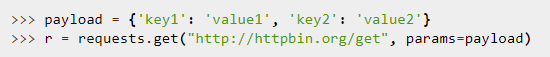 >>> payload = {'key1': 'value1', 'key2': 'value2'}
>>> r = requests.get("http://httpbin.org/get", params=payload)